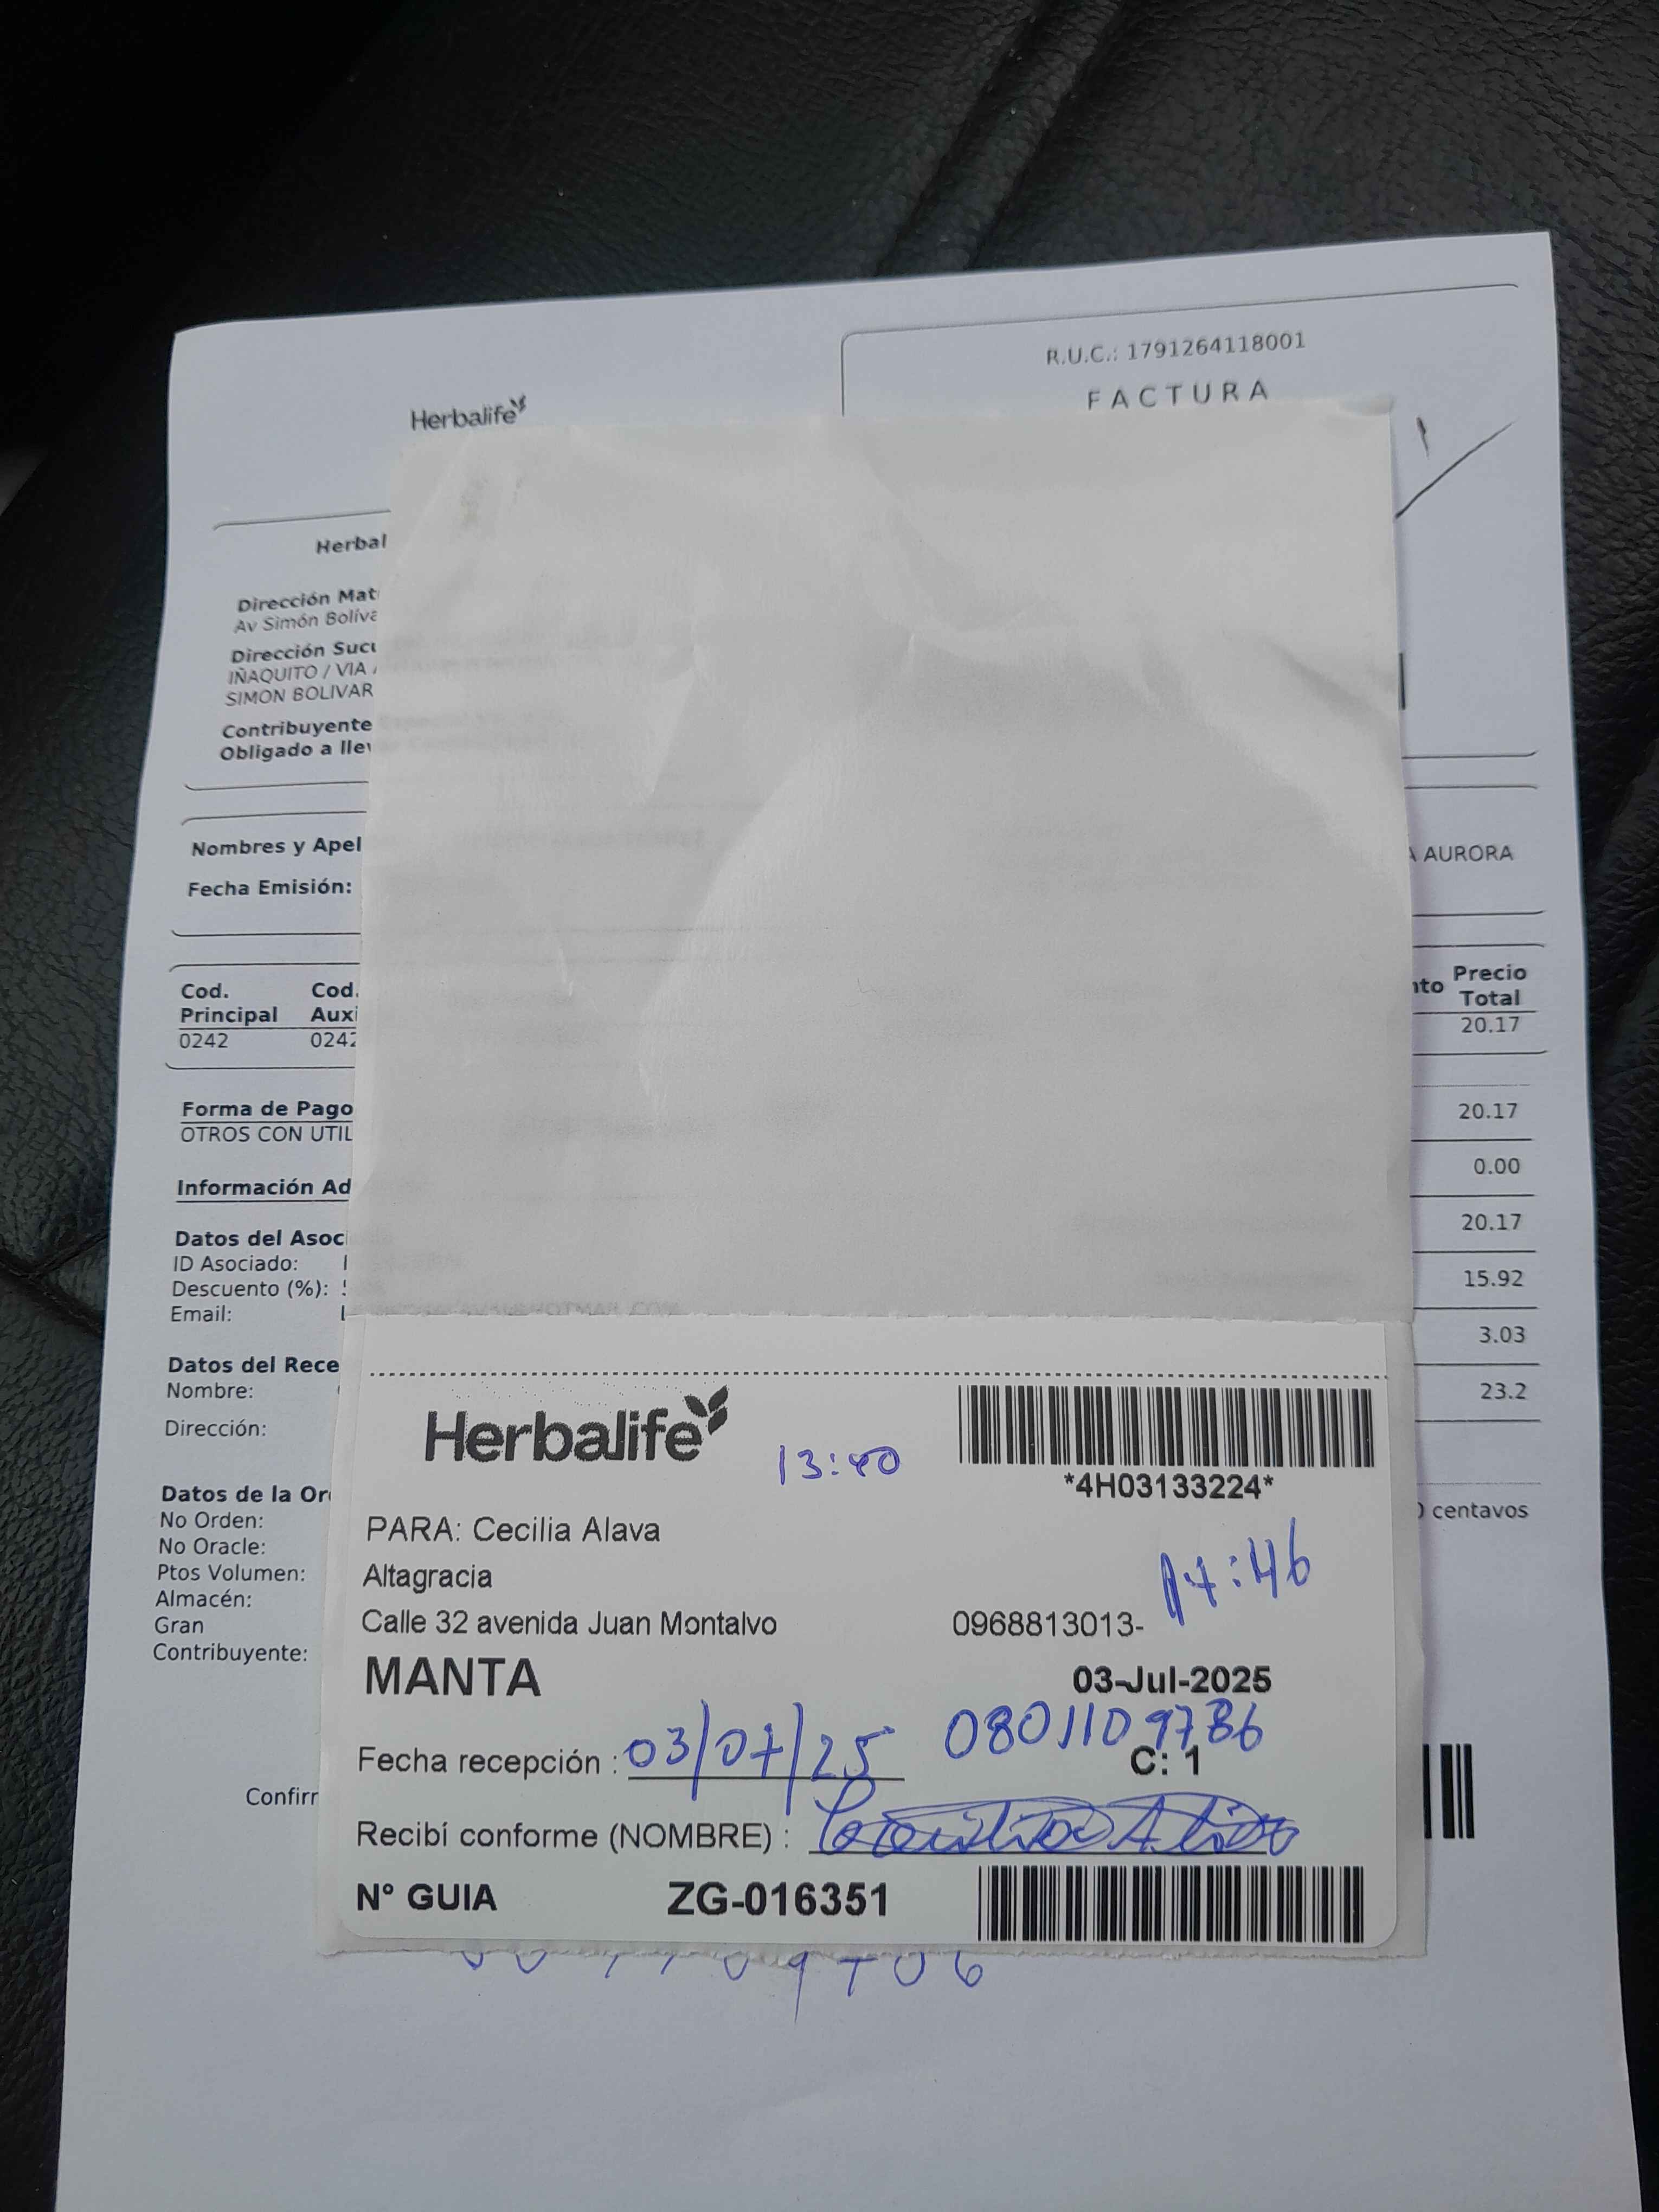 R.U.C.: 1791264118001
FACTURA
Herbalife
Herbal
Dirección Mat
Av Simón Bolíva
Dirección Suc
IÑAQUITO / VIA
SIMON BOLIVAR
Contribuyente
Obligado a lle
Nombres y Apel
AURORA
Fecha Emisión:
Cod. Principal
Cod. Auxi
nto
Precio Total
0242
0242
20.17
Forma de Pago
20.17
OTROS CON UTIL
0.00
Información Ad
20.17
Datos del Asoc
ID Asociado:
15.92
Descuento (%):
Email:
3.03
Datos del Rece
Nombre:
23.2
Dirección:
Datos de la Or
centavos
No Orden:
No Oracle:
Ptos Volumen:
Almacén:
Gran
Contribuyente:
Confirr
Herbalife
13:40
*4H03133224*
PARA: Cecilia Alava
Altagracia
:46
Calle 32 avenida Juan Montalvo 0968813013-
MANTA 03-Jul-2025
Fecha recepción : 03/07/25 0801109786
C: 1
Recibí conforme (NOMBRE) :
N° GUIA ZG-016351